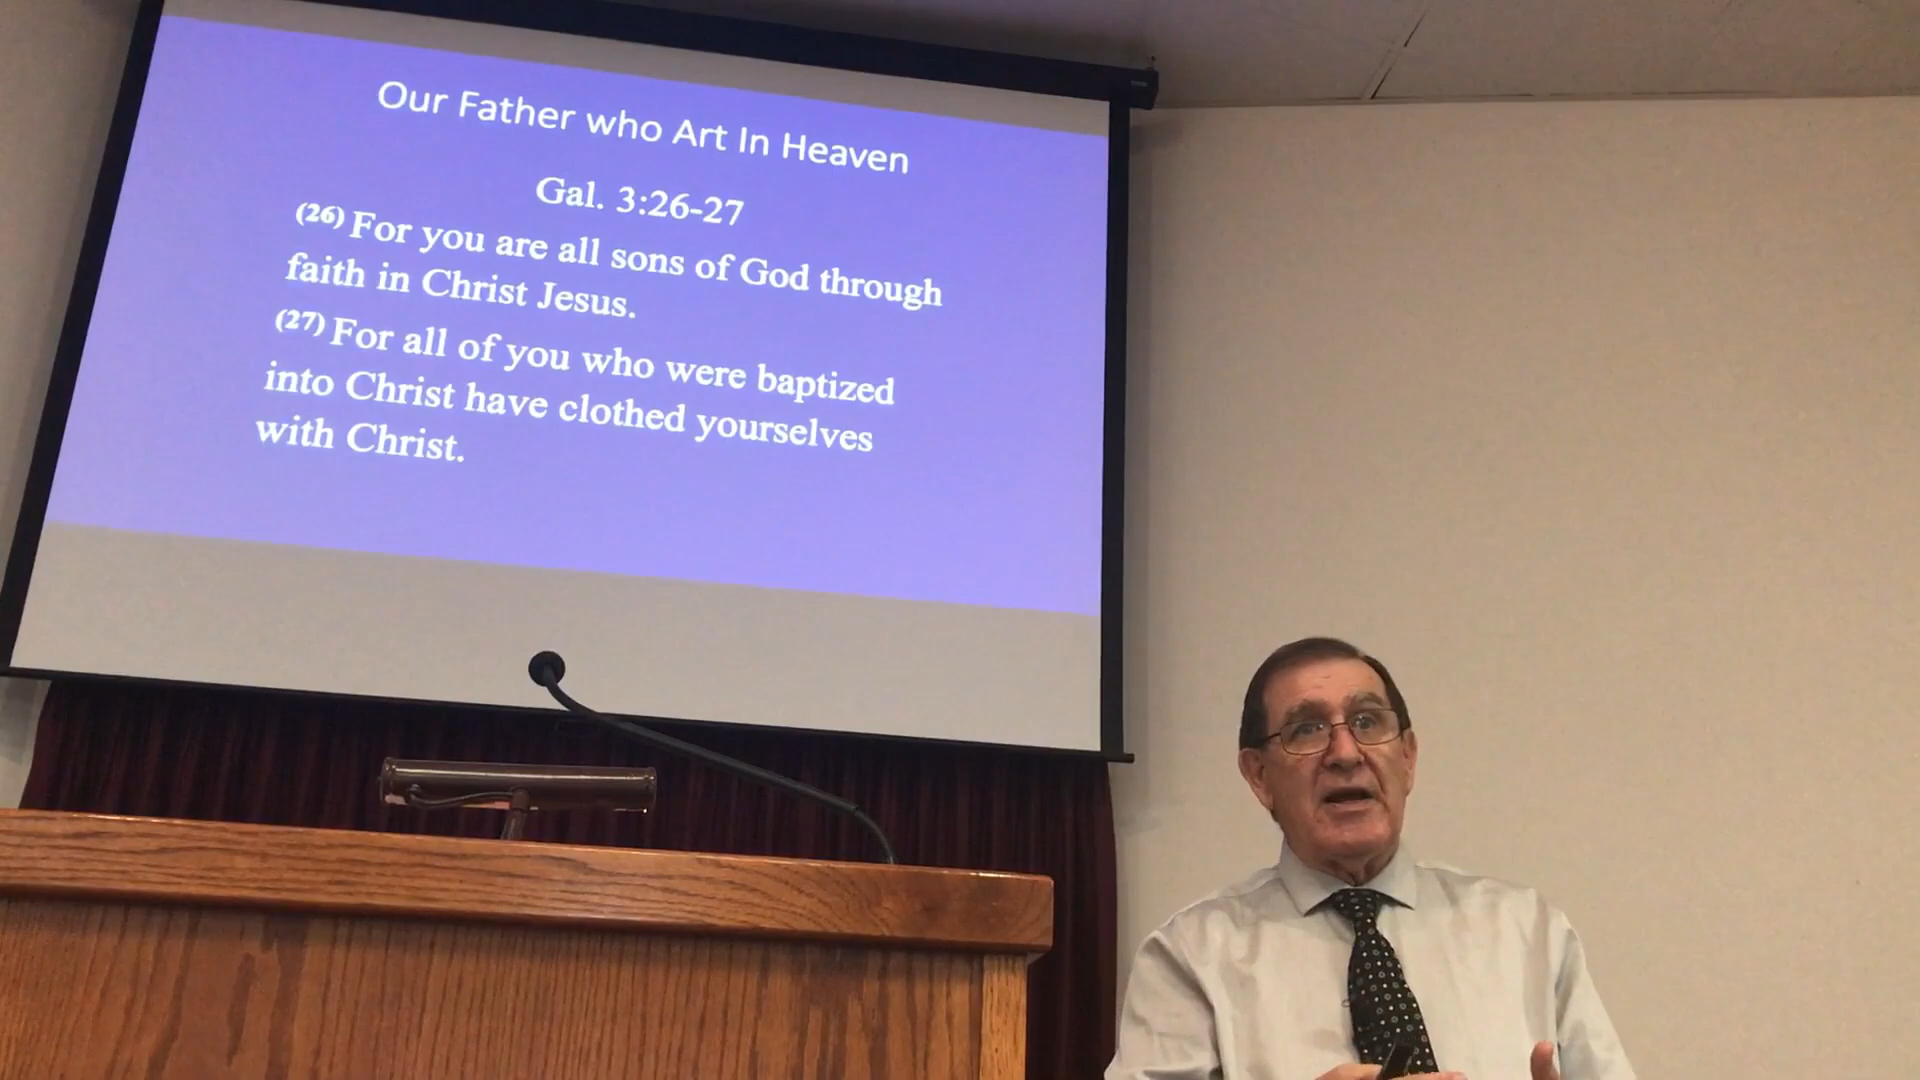 Our Father who Art In Heaven
Gal. 3:26-27
(26) For you are all sons of God through
faith in Christ Jesus.
(27) For all of you who were baptized
into Christ have clothed yourselves
with Christ.